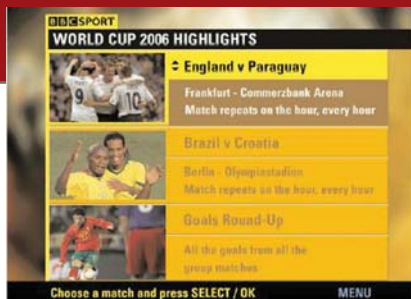 BBC SPORT
WORLD CUP 2006 HIGHLIGHTS
England v Paraguay
Frankfurt - Commerzbank Arena
Match repeats on the hour, every hour
9
10
Brazil v Croatia
Berlin - Olympiastadion
Match repeats on the hour, every hour
Goals Round-Up
All the goals from all the
group matches
Choose a match and press SELECT / OK
MENU